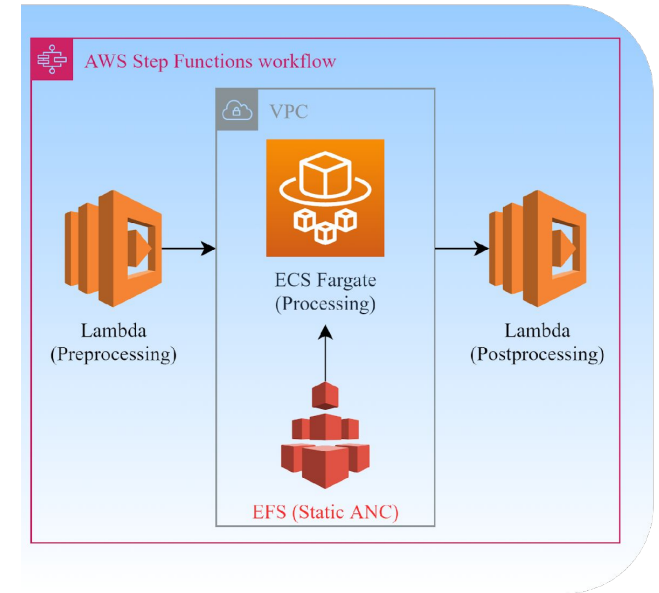 AWS Step Functions workflow
VPC
ECS Fargate
(Processing)
Lambda
(Preprocessing)
Lambda
(Postprocessing)
EFS (Static ANC)